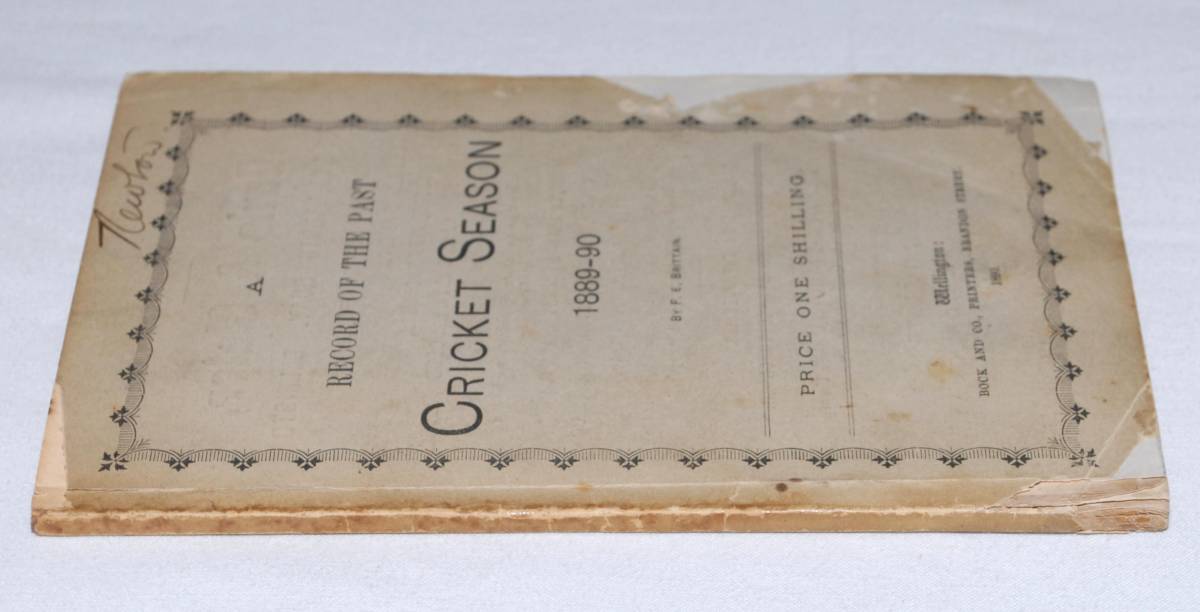 A
RECORD OF THE PAST
CRICKET SEASON
1889-90
BY F. E. BRITTAIN.
PRICE ONE SHILLING.
Wellington:
BOCK AND CO., PRINTERS, BRANDON STREET.